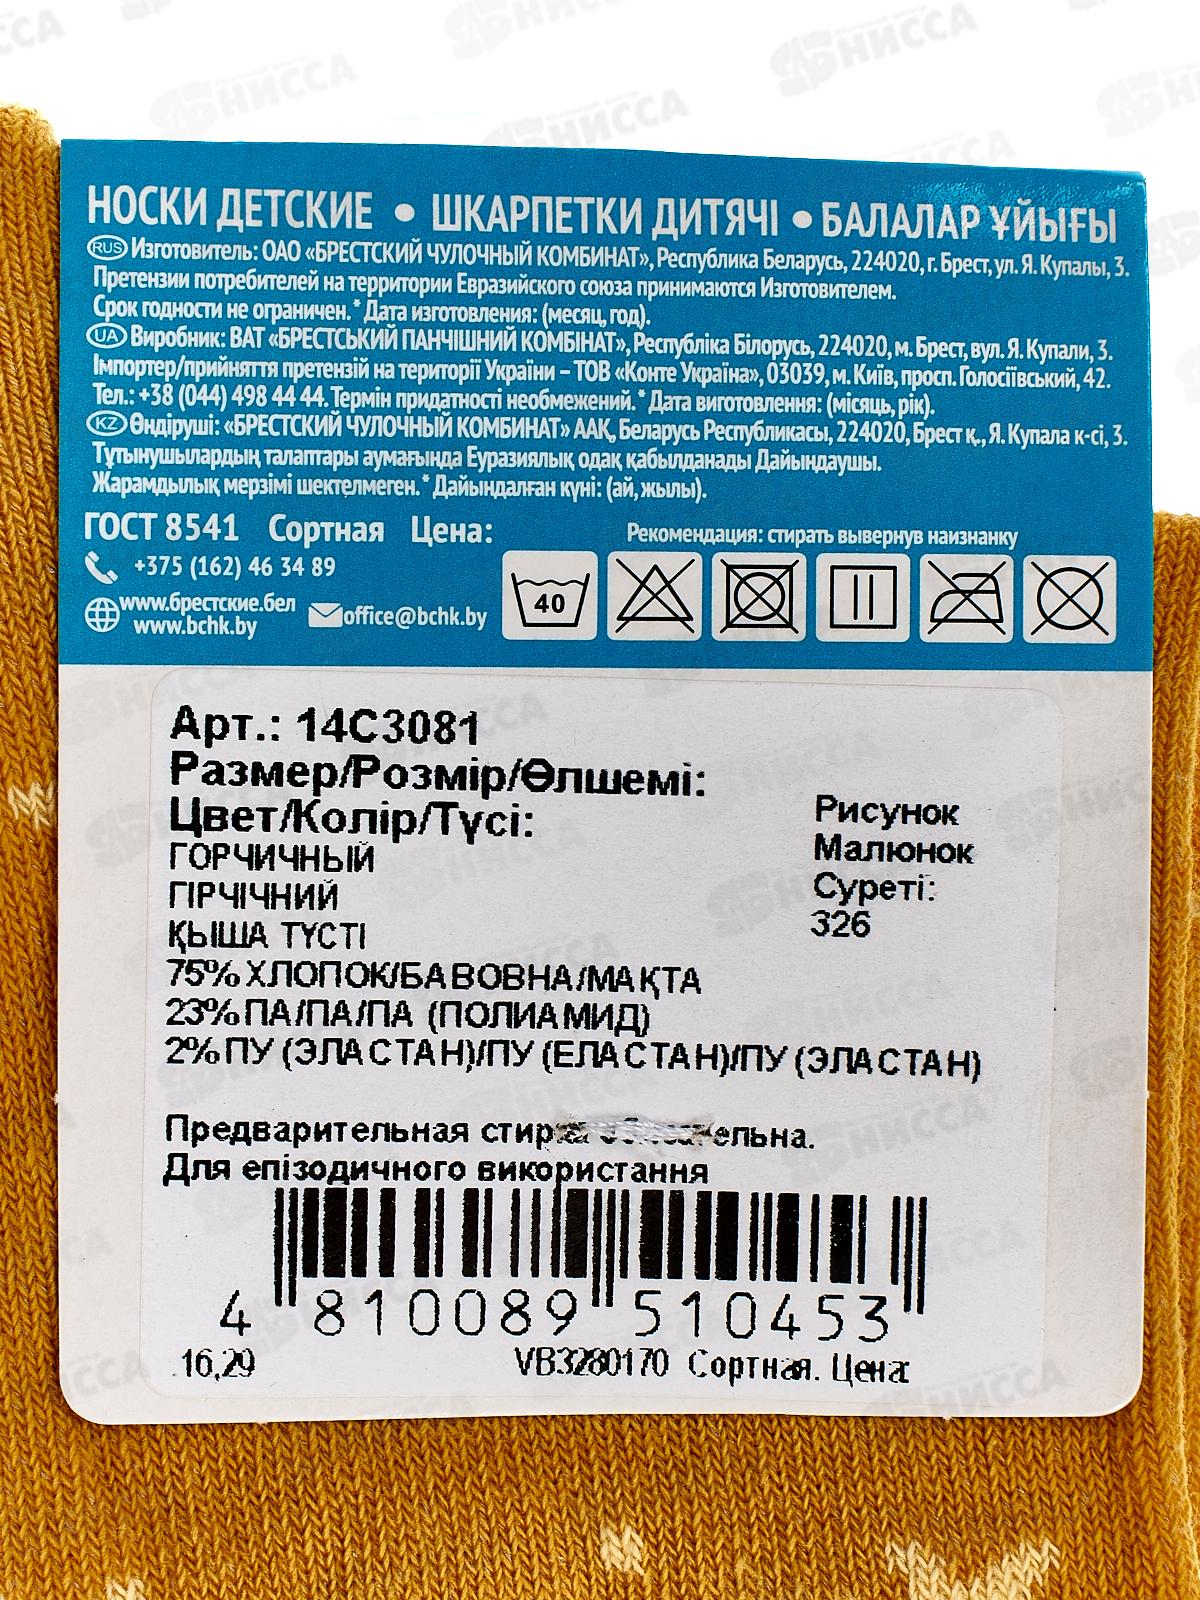 НОСКИ ДЕТСКИЕ • ШКАРПЕТКИ ДИТЯЧІ • БАЛАЛАР ҰЙЫҒЫ
RUS Изготовитель: ОАО «БРЕСТСКИЙ ЧУЛОЧНЫЙ КОМБИНАТ», Республика Беларусь, 224020, г. Брест, ул. Я. Купалы, 3.
Претензии потребителей на территории Евразийского союза принимаются Изготовителем.
Срок годности не ограничен.* Дата изготовления: (месяц, год).
UA Виробник: ВАТ «БРЕСТСЬКИЙ ПАНЧІШНИЙ КОМБІНАТ», Республіка Білорусь, 224020, м. Брест, вул. Я. Купали, 3.
Імпортер/прийняття претензій на території України – ТОВ «Конте Україна», 03039, м. Київ, просп. Голосіївський, 42.
Тел.: +38 (044) 498 44 44. Термін придатності необмежений.* Дата виготовлення: (місяць, рік).
KZ Өндіруші: «БРЕСТСКИЙ ЧУЛОЧНЫЙ КОМБИНАТ» ААҚ, Беларусь Республикасы, 224020, Брест қ., Я. Купала к-сі, 3.
Тұтынушылардың талаптары аумағында Еуразиялық одақ қабылданады Дайындаушы.
Жарамдылық мерзімі шектелмеген.* Дайындалған күні: (ай, жылы).
ГОСТ 8541 Сортная Цена:
Рекомендация: стирать вывернув наизнанку
+375 (162) 46 34 89
www.брестские.бел
www.bchk.by
office@bchk.by
40
Арт.: 14С3081
Размер/Розмір/Өлшемі:
Цвет/Колір/Түсі:
ГОРЧИЧНЫЙ
ГІРЧІЧНИЙ
ҚЫША ТҮСТІ
Рисунок
Малюнок
Суреті:
326
75% ХЛОПОК/БАВОВНА/МАҚТА
23% ПА/ПА/ПА (ПОЛИАМИД)
2% ПУ (ЭЛАСТАН)/ПУ (ЕЛАСТАН)/ПУ (ЭЛАСТАН)
Предварительная стирка обязательна.
Для епізодичного використання
4 810089 510453
16,29
VB3280170 Сортная. Цена:
НИССА